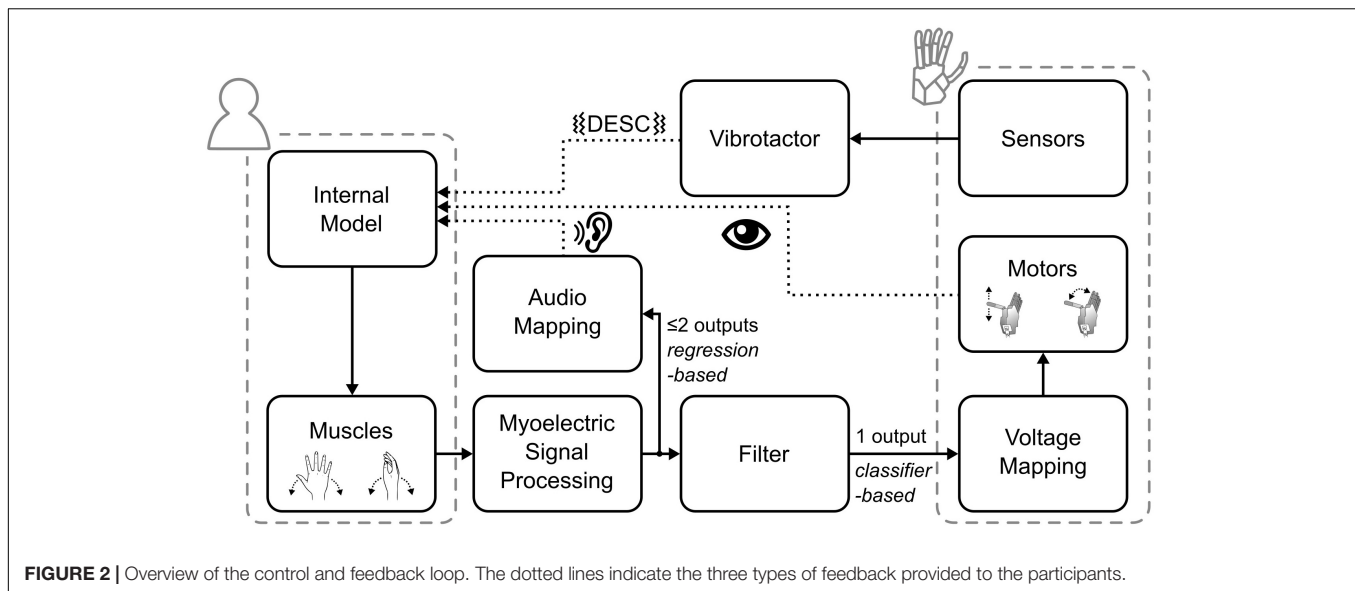 DESC
Vibrotactor
Sensors
Internal
Model
Audio
Mapping
≤2 outputs
regression
-based
Motors
Muscles
Myoelectric
Signal
Processing
Filter
1 output
classifier
-based
Voltage
Mapping
FIGURE 2 | Overview of the control and feedback loop. The dotted lines indicate the three types of feedback provided to the participants.